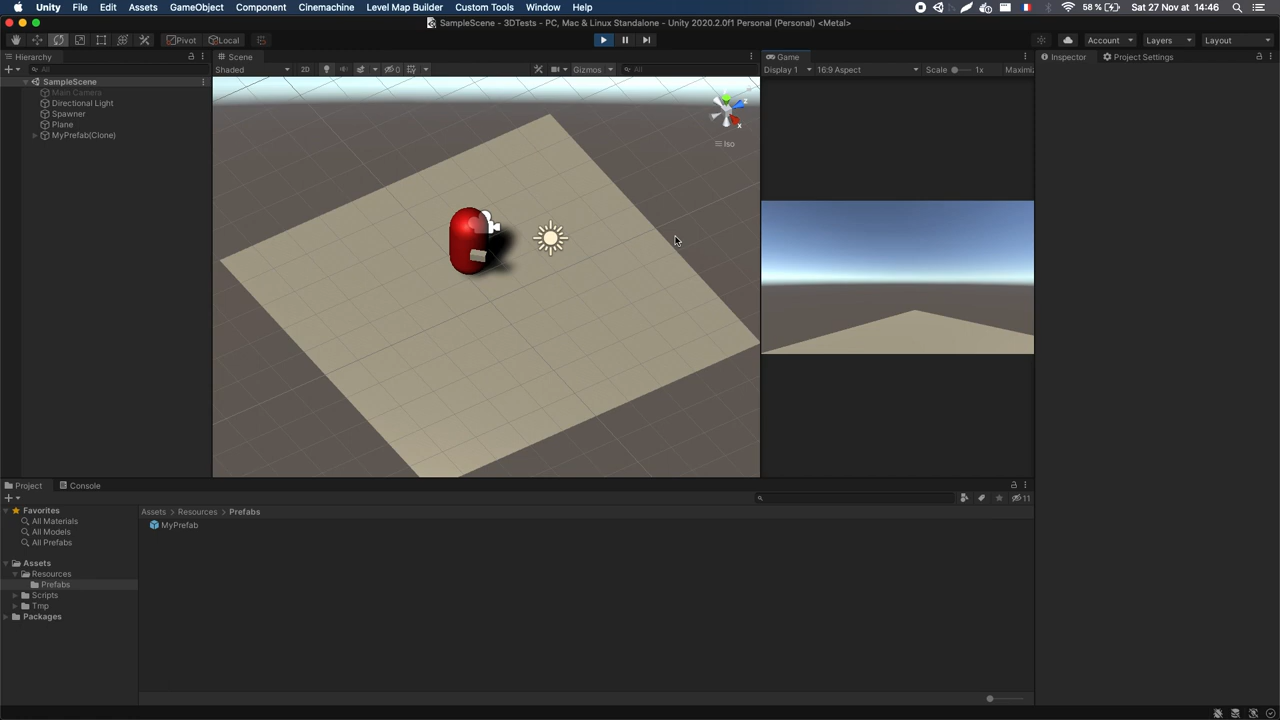 Unity File Edit Assets GameObject Component Cinemachine Level Map Builder Custom Tools Window Help 58 % Sat 27 Nov at 14:46
SampleScene - 3DTests - PC, Mac & Linux Standalone - Unity 2020.2.0f1 Personal (Personal) <Metal>
Pivot Local Account Layers Layout
Hierarchy Scene Game Inspector Project Settings
All Shaded 2D 0 Gizmos All Display 1 16:9 Aspect Scale 1x Maximiz
SampleScene
Main Camera
Directional Light
Spawner
Plane
MyPrefab(Clone)
x
Iso
Project Console
11
Favorites
All Materials
All Models
All Prefabs
Assets
Resources
Prefabs
Scripts
Tmp
Packages
Assets > Resources > Prefabs
MyPrefab